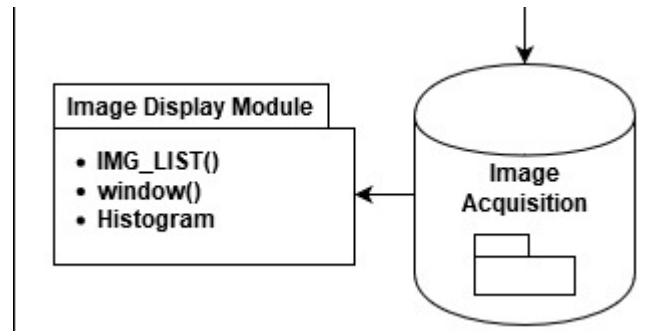 Image Display Module
• IMG_LIST()
• window()
• Histogram
Image
Acquisition